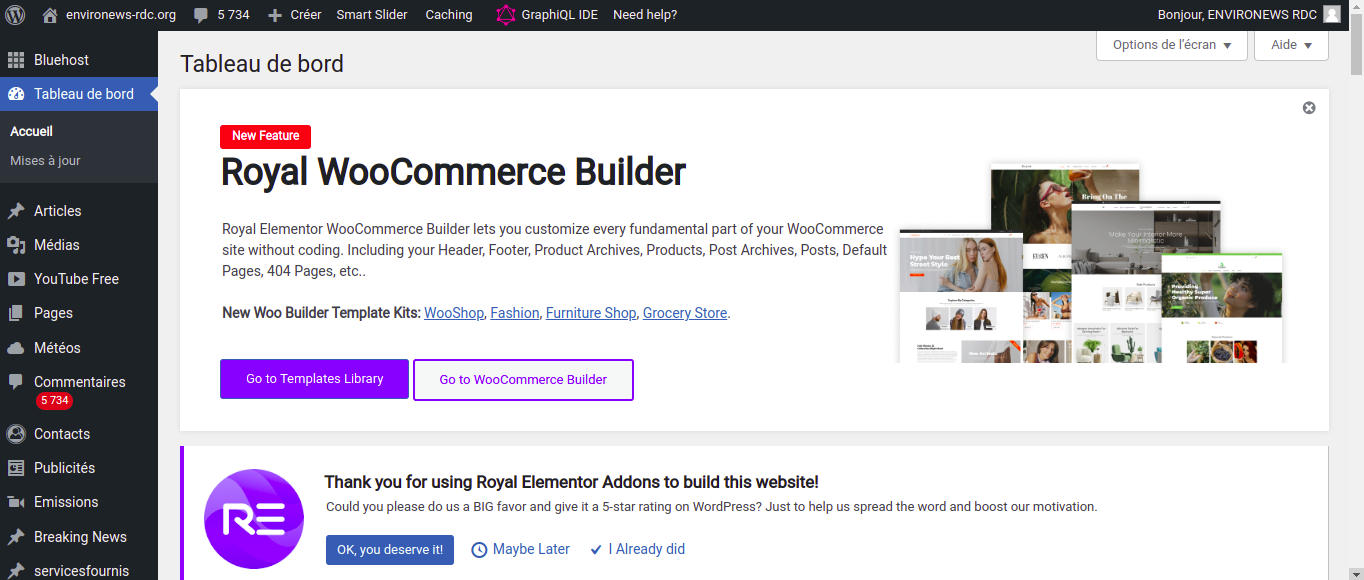 environews-rdc.org
5 734
Créer
Smart Slider
Caching
GraphiQL IDE
Need help?
Bonjour, ENVIRONEWS RDC
Bluehost
Tableau de bord
Accueil
Mises à jour
Articles
Médias
YouTube Free
Pages
Météos
Commentaires
5 734
Contacts
Publicités
Emissions
Breaking News
servicesfournis
Tableau de bord
Options de l'écran
Aide
New Feature
Royal WooCommerce Builder
Royal Elementor WooCommerce Builder lets you customize every fundamental part of your WooCommerce
site without coding. Including your Header, Footer, Product Archives, Products, Post Archives, Posts, Default
Pages, 404 Pages, etc..
New Woo Builder Template Kits: WooShop, Fashion, Furniture Shop, Grocery Store.
Go to Templates Library
Go to WooCommerce Builder
Bring On The
Make Your Interior More
Minimalistic
Hype Your Best
Street Style
Providing
Healthy Super
Organic Produce
RE
Thank you for using Royal Elementor Addons to build this website!
Could you please do us a BIG favor and give it a 5-star rating on WordPress? Just to help us spread the word and boost our motivation.
OK, you deserve it!
Maybe Later
I Already did